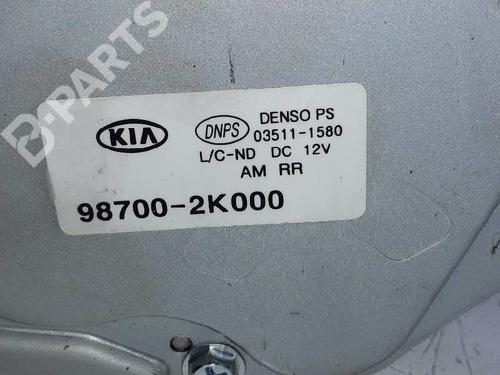 B-PARTS
KIA
DNPS
DENSO PS
03511-1580
L/C-ND DC 12V
AM RR
98700-2K000